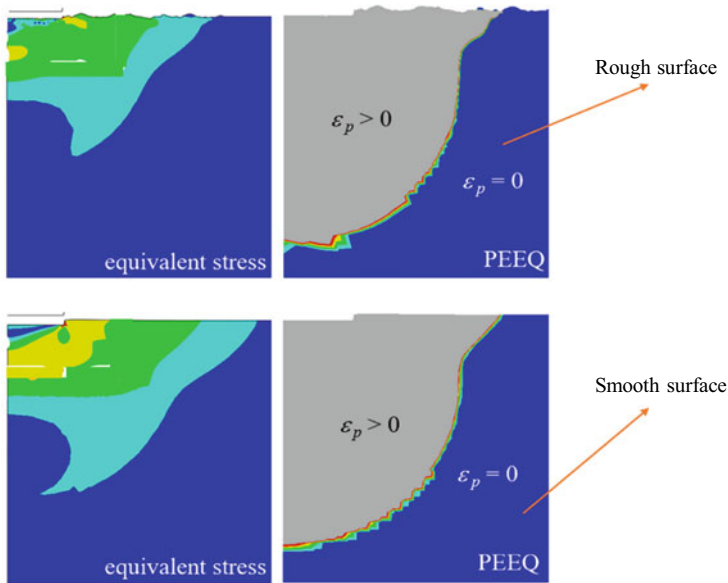 Rough surface
εp > 0
εp = 0
equivalent stress
PEEQ
Smooth surface
εp > 0
εp = 0
equivalent stress
PEEQ